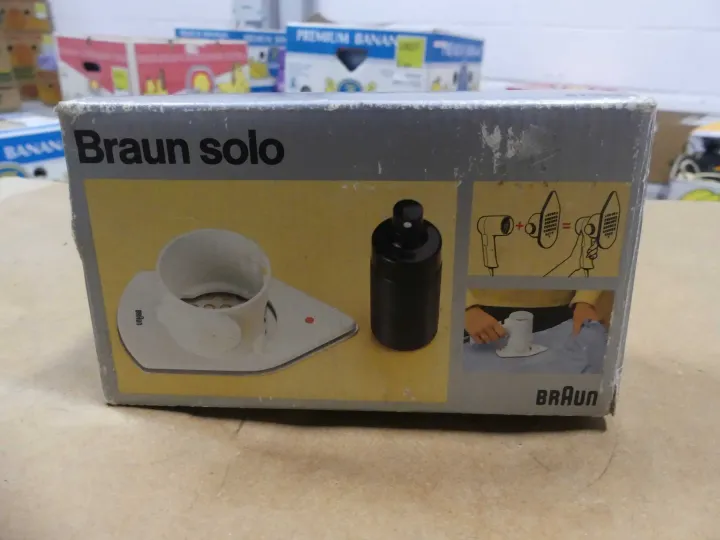 PREMIUM BANAN
BANAN
Braun solo
braun
+
=
BRAUN